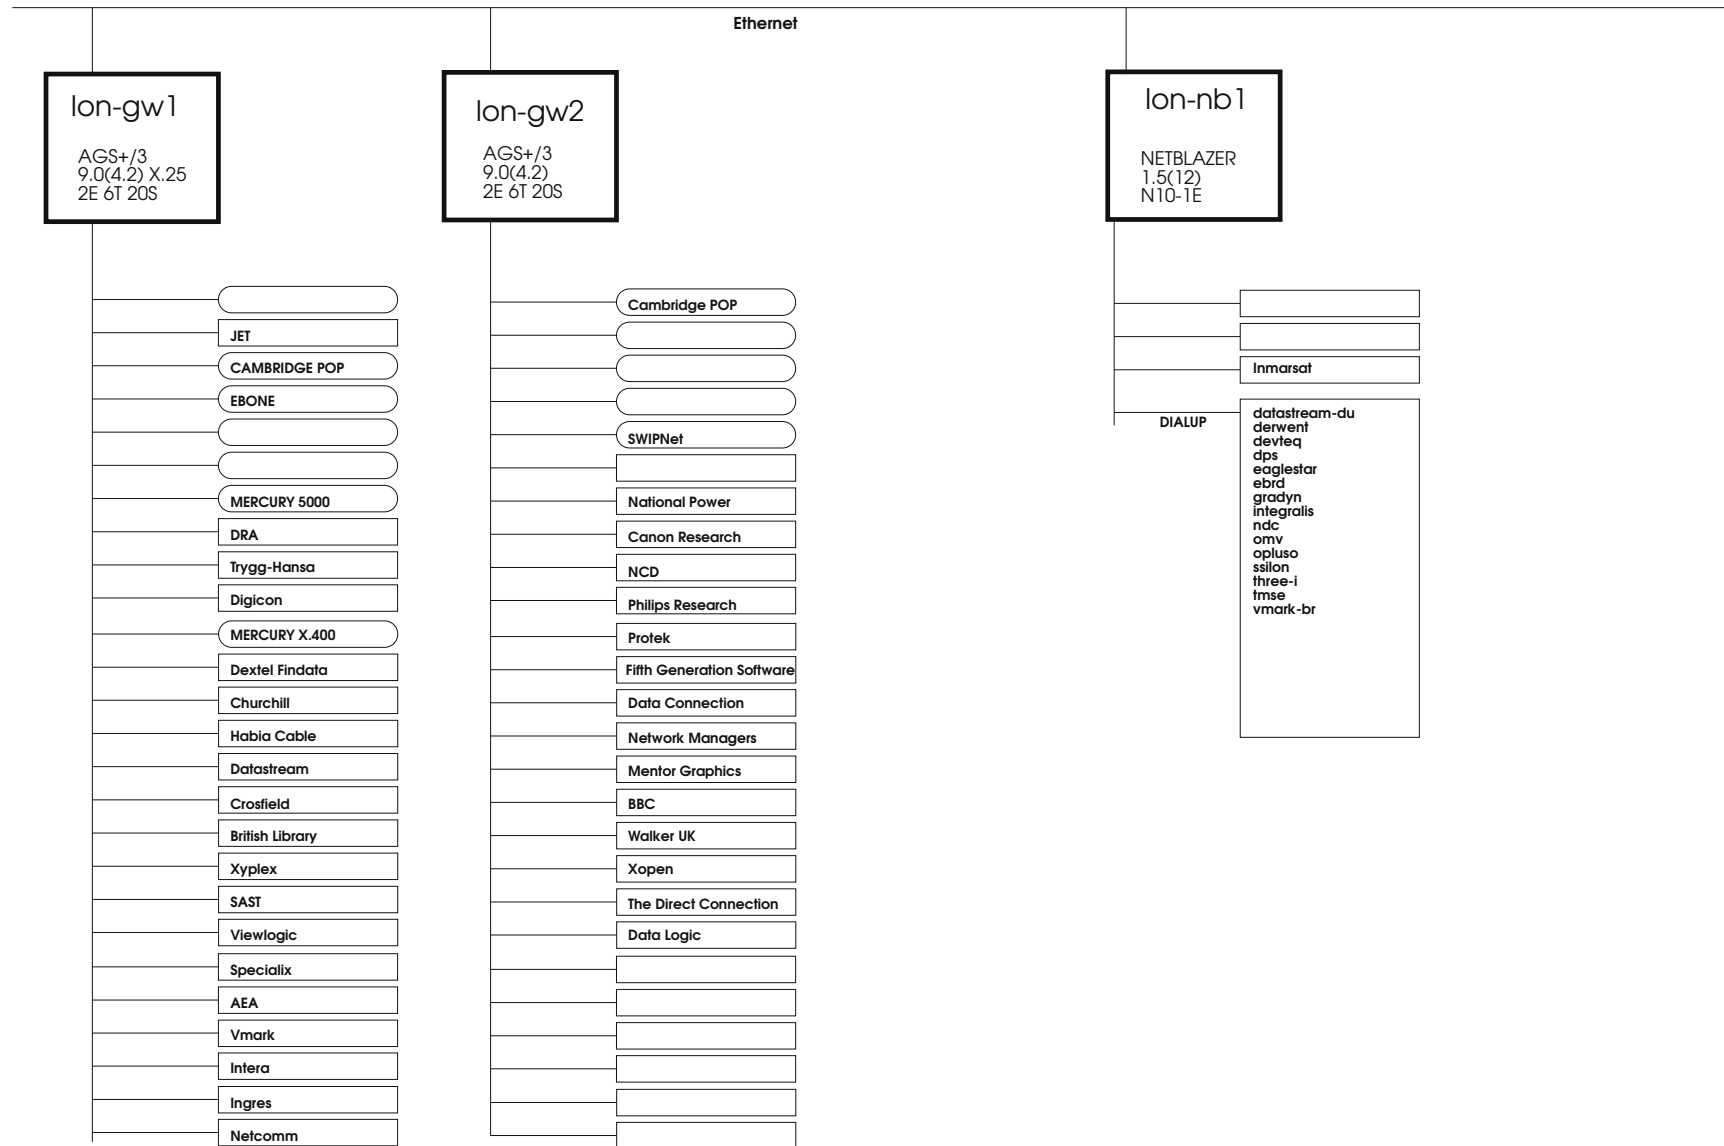 Ethernet
lon-gw1
AGS+/3
9.0(4.2) X.25
2E 6T 20S
JET
CAMBRIDGE POP
EBONE
MERCURY 5000
DRA
Trygg-Hansa
Digicon
MERCURY X.400
Dextel Findata
Churchill
Habia Cable
Datastream
Crosfield
British Library
Xyplex
SAST
Viewlogic
Specialix
AEA
Vmark
Intera
Ingres
Netcomm
lon-gw2
AGS+/3
9.0(4.2)
2E 6T 20S
Cambridge POP
SWIPNet
National Power
Canon Research
NCD
Philips Research
Protek
Fifth Generation Software
Data Connection
Network Managers
Mentor Graphics
BBC
Walker UK
Xopen
The Direct Connection
Data Logic
lon-nb1
NETBLAZER
1.5(12)
N10-1E
Inmarsat
DIALUP
datastream-du
derwent
devteq
dps
eaglestar
ebrd
gradyn
integralis
ndc
omv
opluso
ssilon
three-i
tmse
vmark-br